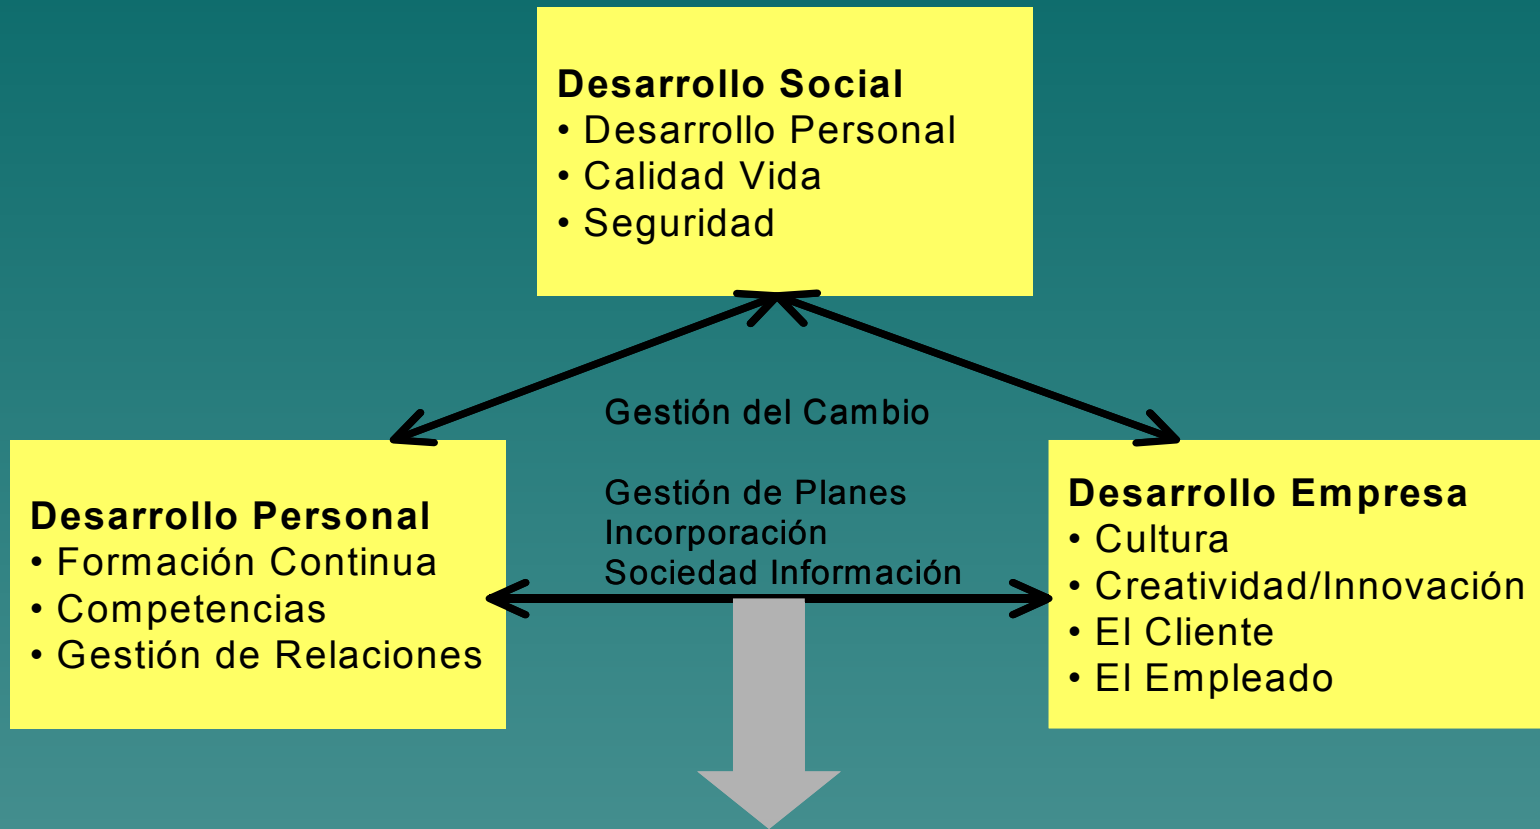 Desarrollo Social
• Desarrollo Personal
• Calidad Vida
• Seguridad
Gestión del Cambio
Gestión de Planes
Incorporación
Sociedad Información
Desarrollo Personal
• Formación Continua
• Competencias
• Gestión de Relaciones
Desarrollo Empresa
• Cultura
• Creatividad/Innovación
• El Cliente
• El Empleado